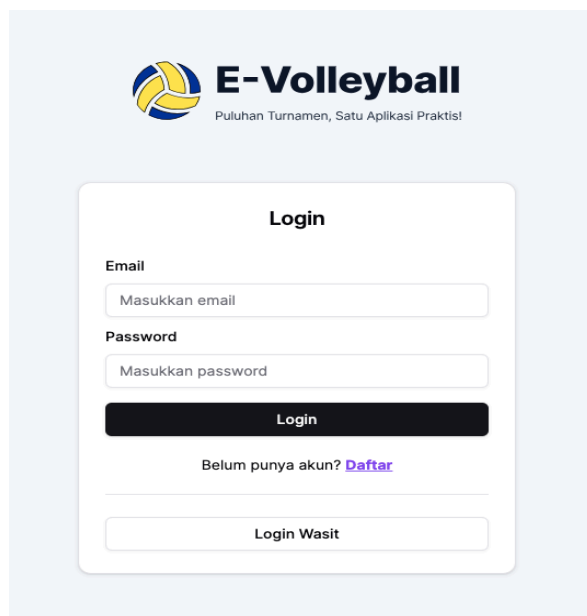 E-Volleyball
Puluhan Turnamen, Satu Aplikasi Praktis!
Login
Email
Masukkan email
Password
Masukkan password
Login
Belum punya akun? Daftar
Login Wasit